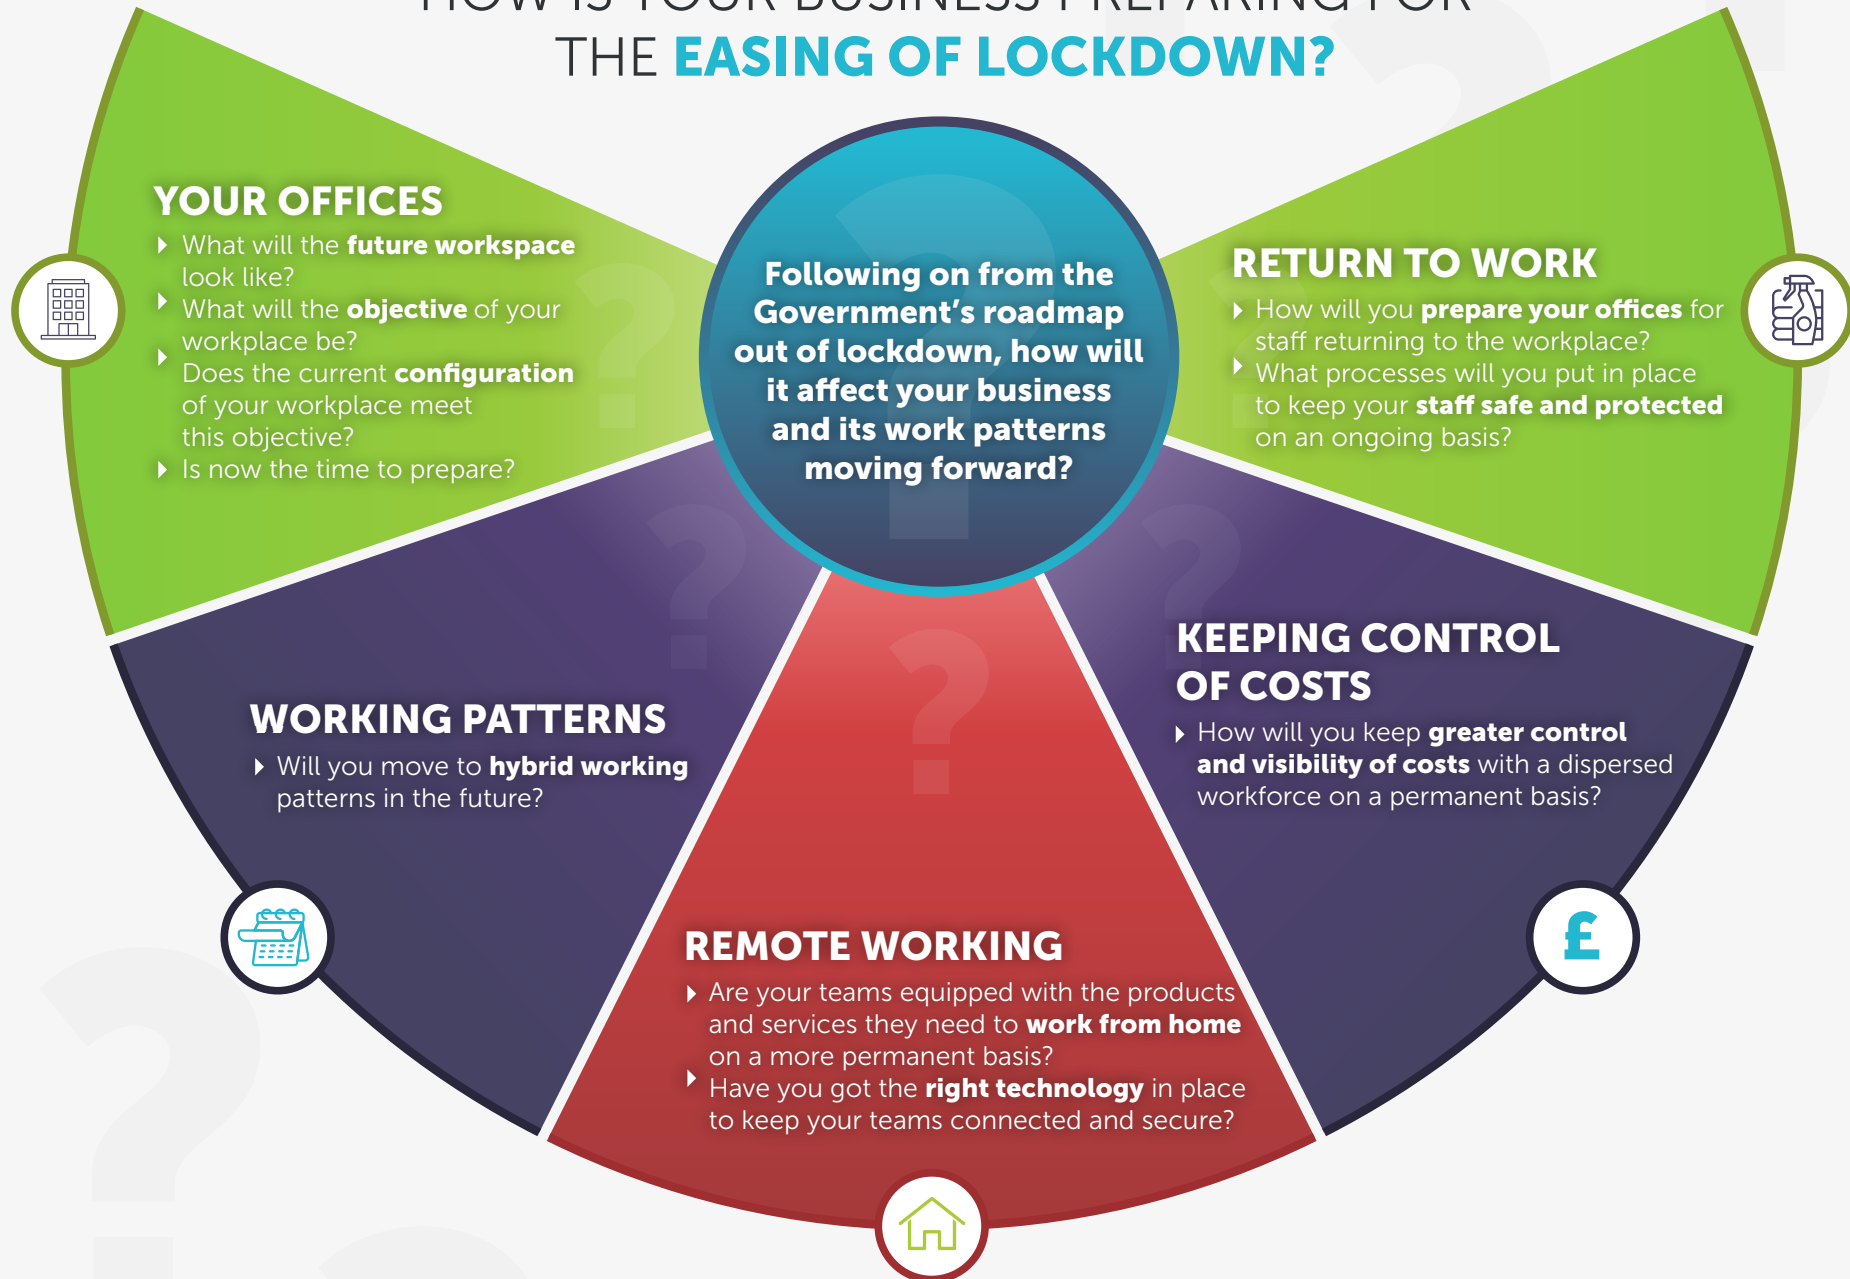 HOW IS YOUR BUSINESS PREPARING FOR
THE EASING OF LOCKDOWN?
YOUR OFFICES
What will the future workspace
look like?
What will the objective of your
workplace be?
Does the current configuration
of your workplace meet
this objective?
Is now the time to prepare?
Following on from the
Government's roadmap
out of lockdown, how will
it affect your business
and its work patterns
moving forward?
RETURN TO WORK
How will you prepare your offices for
staff returning to the workplace?
What processes will you put in place
to keep your staff safe and protected
on an ongoing basis?
WORKING PATTERNS
Will you move to hybrid working
patterns in the future?
KEEPING CONTROL
OF COSTS
How will you keep greater control
and visibility of costs with a dispersed
workforce on a permanent basis?
£
REMOTE WORKING
Are your teams equipped with the products
and services they need to work from home
on a more permanent basis?
Have you got the right technology in place
to keep your teams connected and secure?